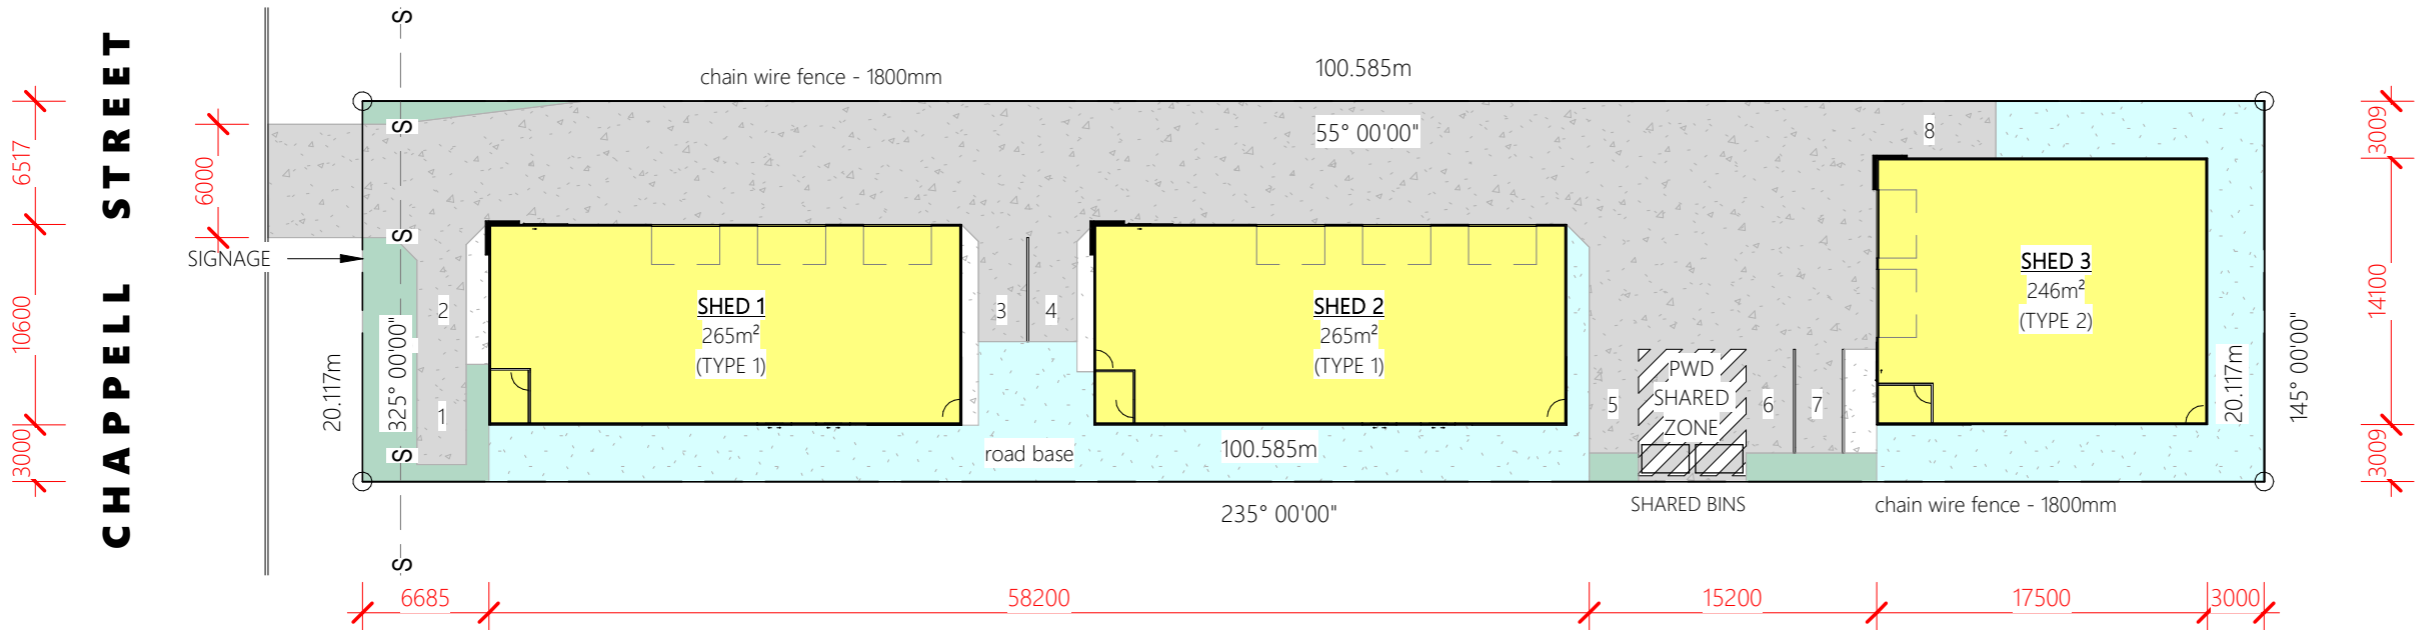 CHAPPELL STREET
S
chain wire fence - 1800mm
100.585m
6517
6000
10600
3000
S
55° 00'00"
8
3009
S
SIGNAGE
2
3
4
SHED 1
265m²
(TYPE 1)
SHED 2
265m²
(TYPE 1)
SHED 3
246m²
(TYPE 2)
14100
20.117m
325° 00'00"
1
5
PWD
SHARED
ZONE
6
7
20.117m
145° 00'00"
S
road base
100.585m
3009
235° 00'00"
SHARED BINS
chain wire fence - 1800mm
S
6685
58200
15200
17500
3000